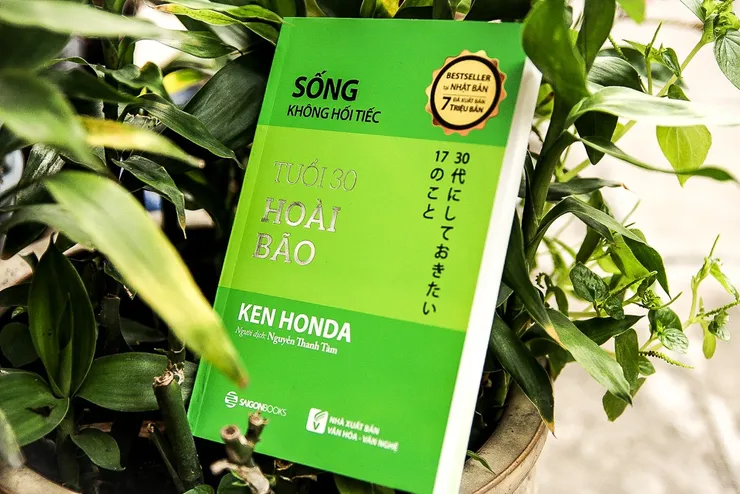 SỐNG
KHÔNG HỐI TIẾC
BESTSELLER
tại NHẬT BẢN
7 ĐÃ XUẤT BẢN
TRIỆU BẢN
30代にしておきたい
17のこと
TUỔI 30
HOÀI
BÃO
KEN HONDA
Người dịch: Nguyễn Thanh Tâm
SAIGONBOOKS
NHÀ XUẤT BẢN
VĂN HÓA - VĂN NGHỆ